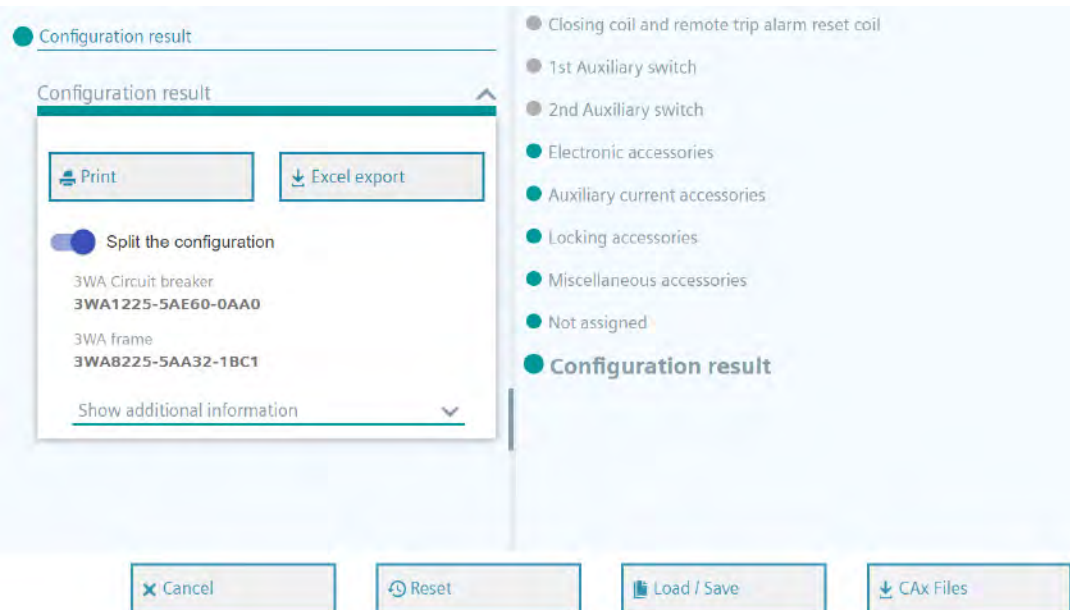 Configuration result
Configuration result
Print
Excel export
Split the configuration
3WA Circuit breaker
3WA1225-5AE60-0AA0
3WA frame
3WA8225-5AA32-1BC1
Show additional information
Closing coil and remote trip alarm reset coil
1st Auxiliary switch
2nd Auxiliary switch
Electronic accessories
Auxiliary current accessories
Locking accessories
Miscellaneous accessories
Not assigned
Configuration result
Cancel
Reset
Load / Save
CAx Files